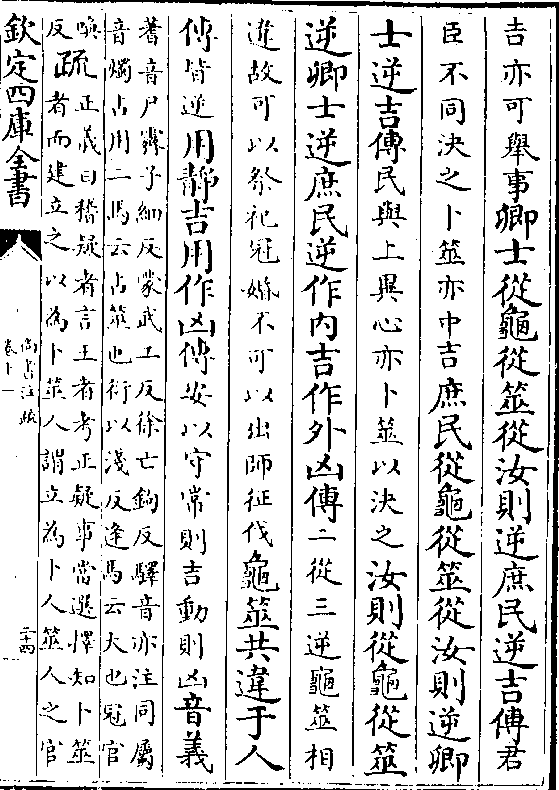 吉亦可舉事卿士從龜從筮從汝則逆庶民逆吉傳君
臣不同決之卜筮亦中吉庶民從龜從筮從汝則逆卿
士逆吉傳民與上異心亦卜筮以決之汝則從龜從筮
逆卿士逆庶民逆作內吉作外凶傳二從三逆龜筮相
違故可以祭祀冠婚不可以出師征伐龜筮共違于人
傳皆逆用靜吉用作凶傳安以守常則吉動則凶音義
蓍音尸霽子細反蒙武工反徐亡鉤反驛音亦注同屬
音燭占用二馬云占筮也衍以淺反逢馬云大也冠官
喚反疏正義曰稽疑者言王者考正疑事當選擇知卜筮
者而建立之以為卜筮人謂立為卜人筮人之官
欽定四庫全書
尚書注疏
卷十一
二十四